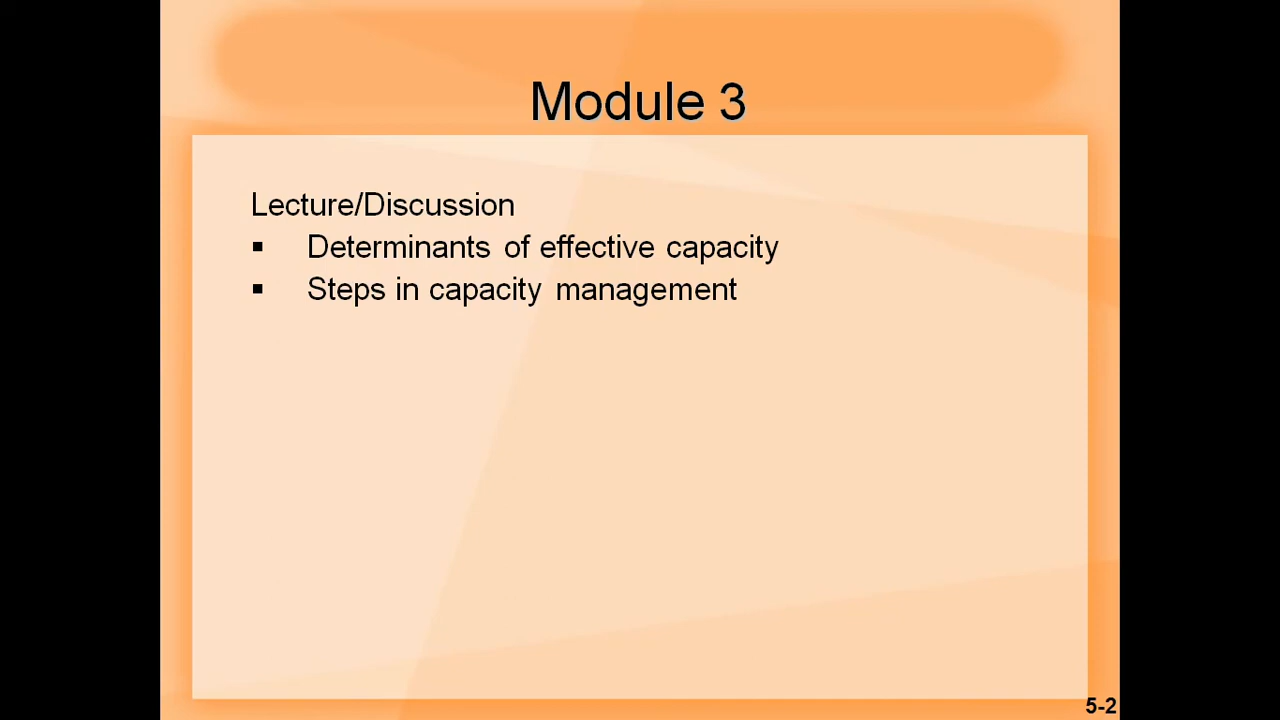 Module 3
Lecture/Discussion
▪ Determinants of effective capacity
▪ Steps in capacity management
5-2